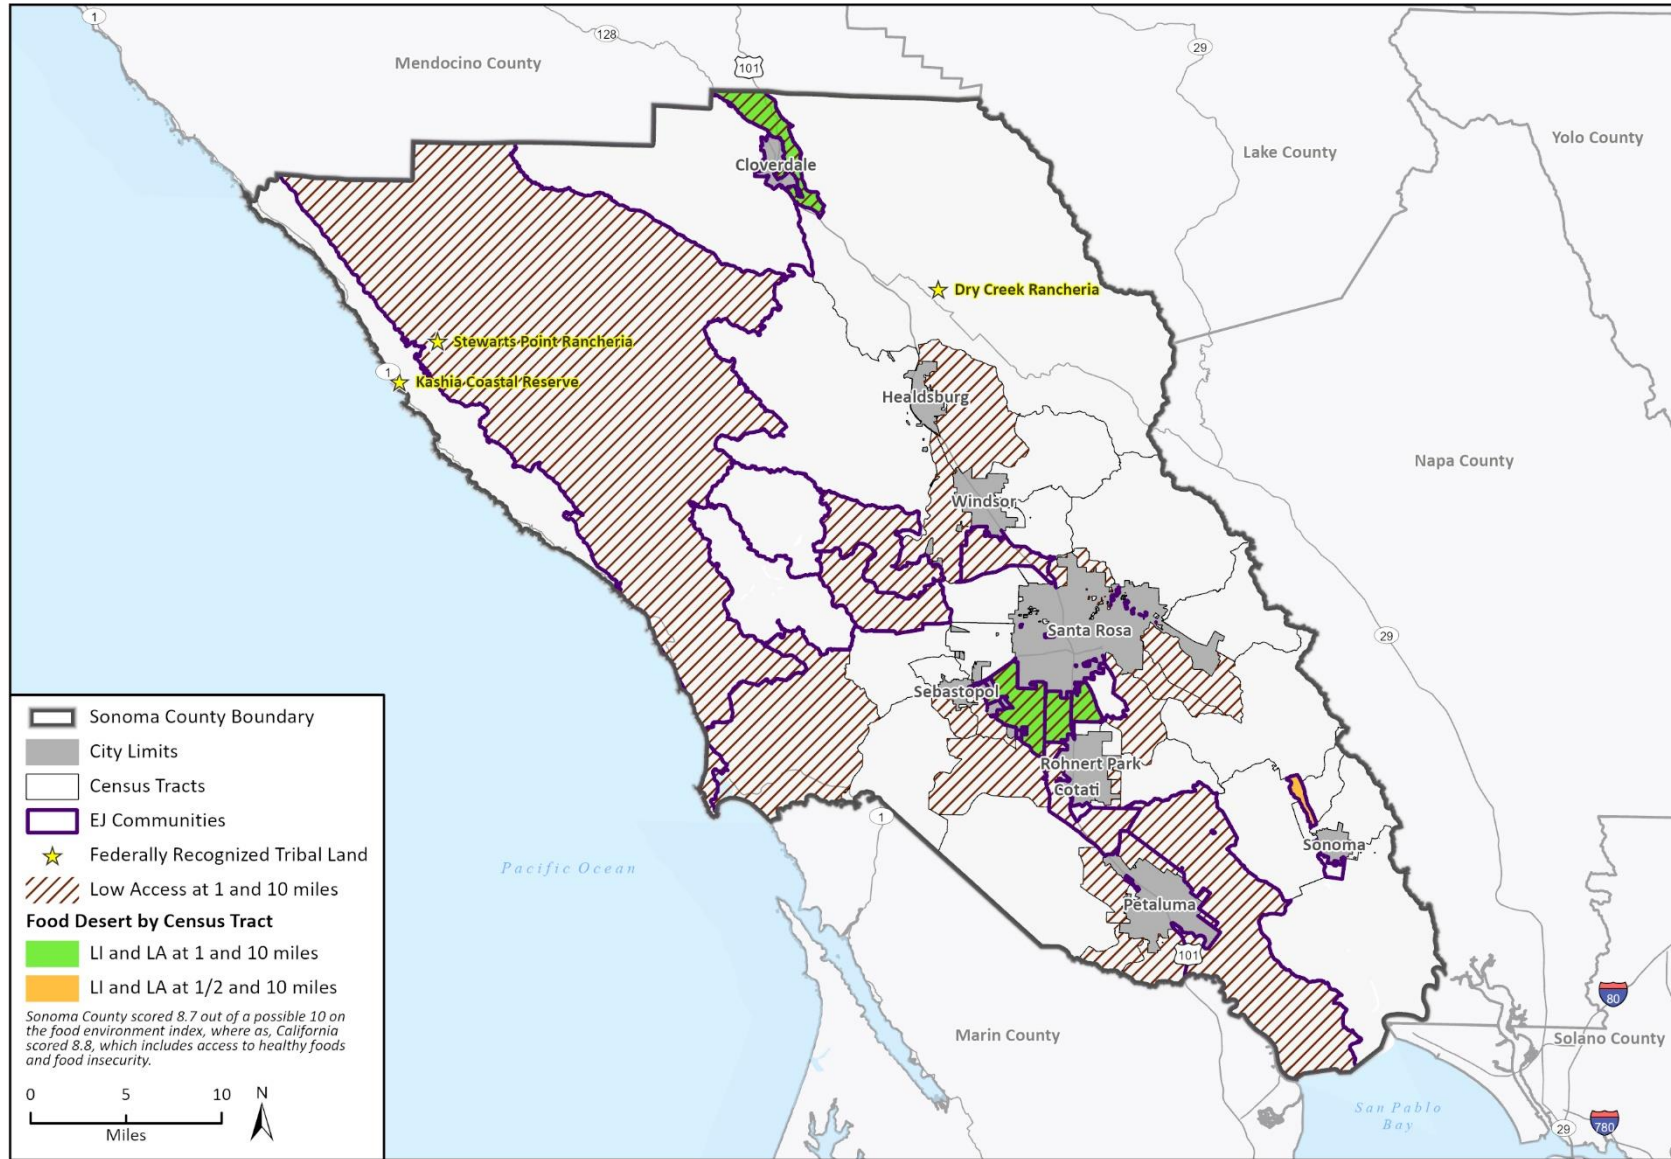 1
128
101
29
Mendocino County
Lake County
Yolo County
Cloverdale
Dry Creek Rancheria
Stewarts Point Rancheria
1
Kashia Coastal Reserve
Healdsburg
Napa County
Windsor
Santa Rosa
29
Sebastopol
Rohnert Park
Cotati
1
Sonoma
Pacific Ocean
Petaluma
101
80
Marin County
Solano County
San Pablo
Bay
29
780
Sonoma County Boundary
City Limits
Census Tracts
EJ Communities
Federally Recognized Tribal Land
Low Access at 1 and 10 miles
Food Desert by Census Tract
LI and LA at 1 and 10 miles
LI and LA at 1/2 and 10 miles
Sonoma County scored 8.7 out of a possible 10 on
the food environment index, where as, California
scored 8.8, which includes access to healthy foods
and food insecurity.
0 5 10
Miles
N